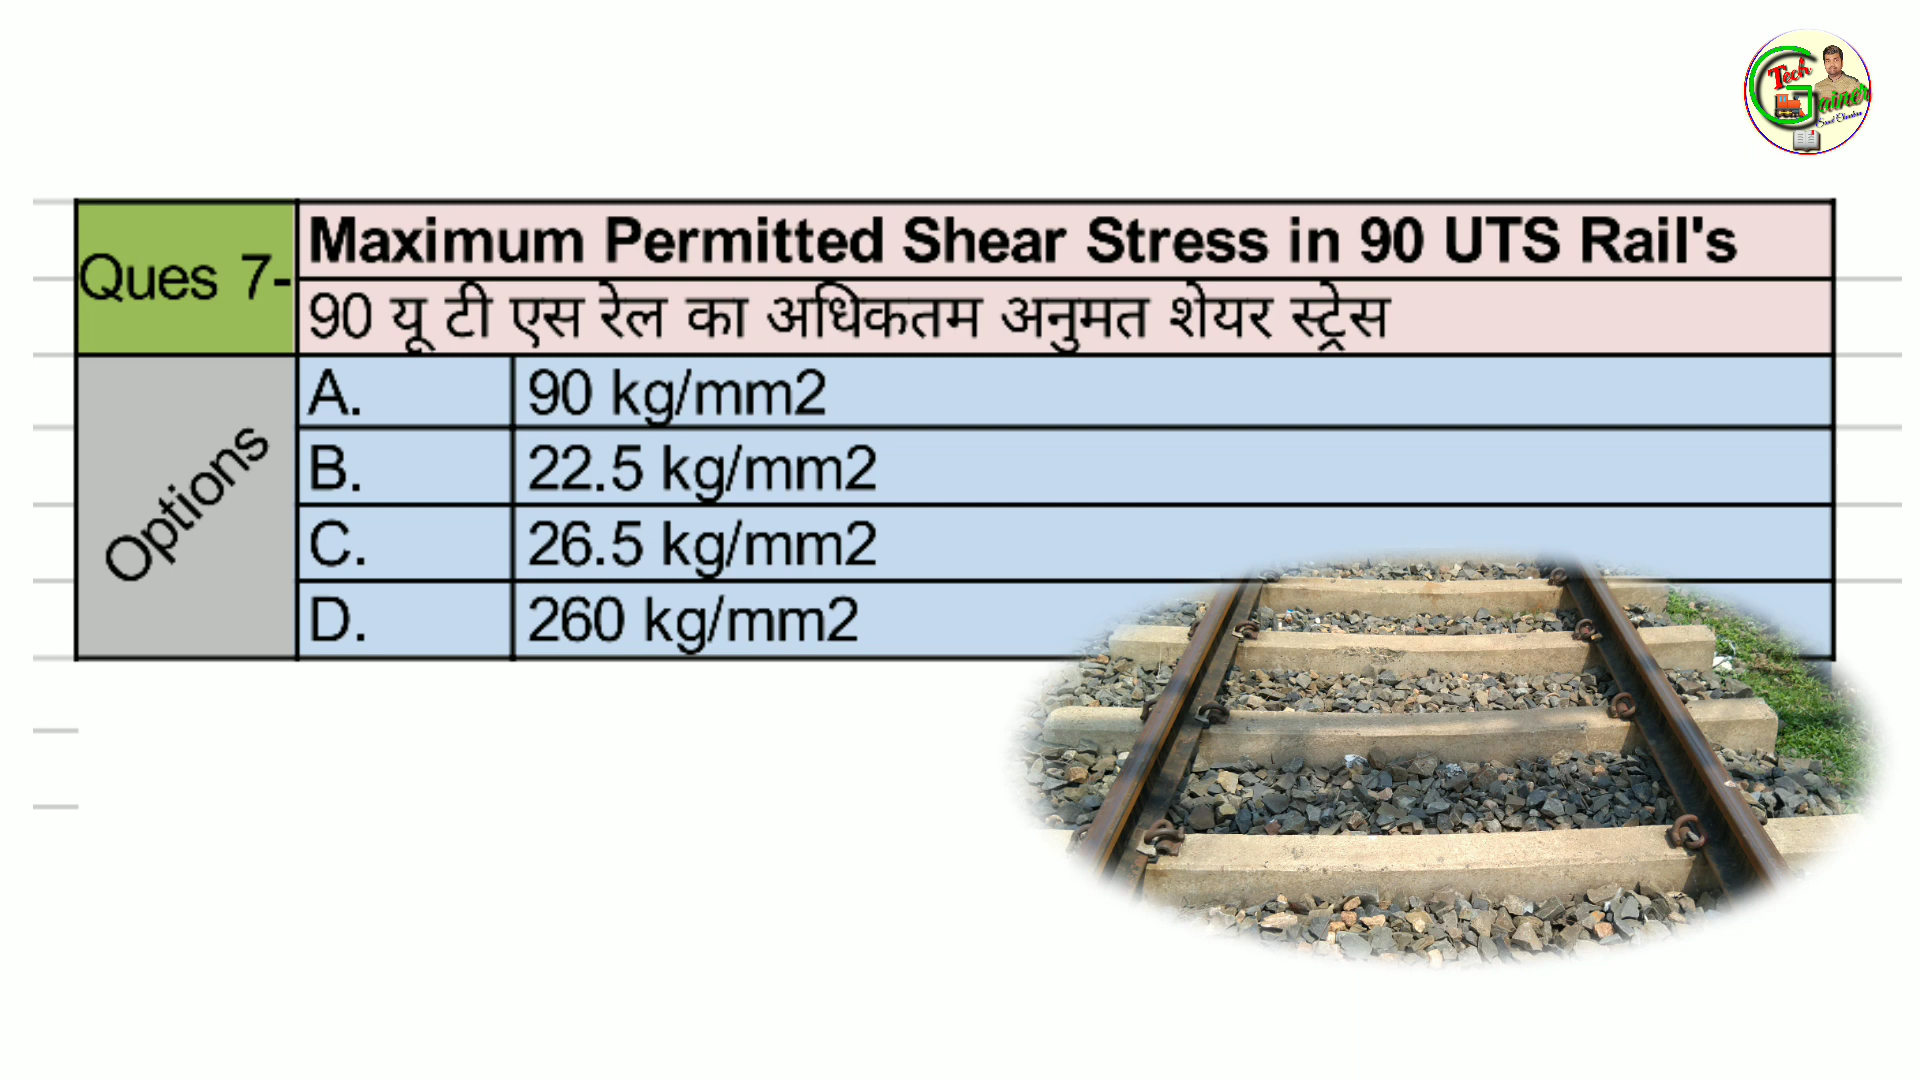 Tech
Gainer
Ques 7-
Maximum Permitted Shear Stress in 90 UTS Rail's
90 यू टी एस रेल का अधिकतम अनुमत शेयर स्ट्रेस
Options
A. 90 kg/mm2
B. 22.5 kg/mm2
C. 26.5 kg/mm2
D. 260 kg/mm2